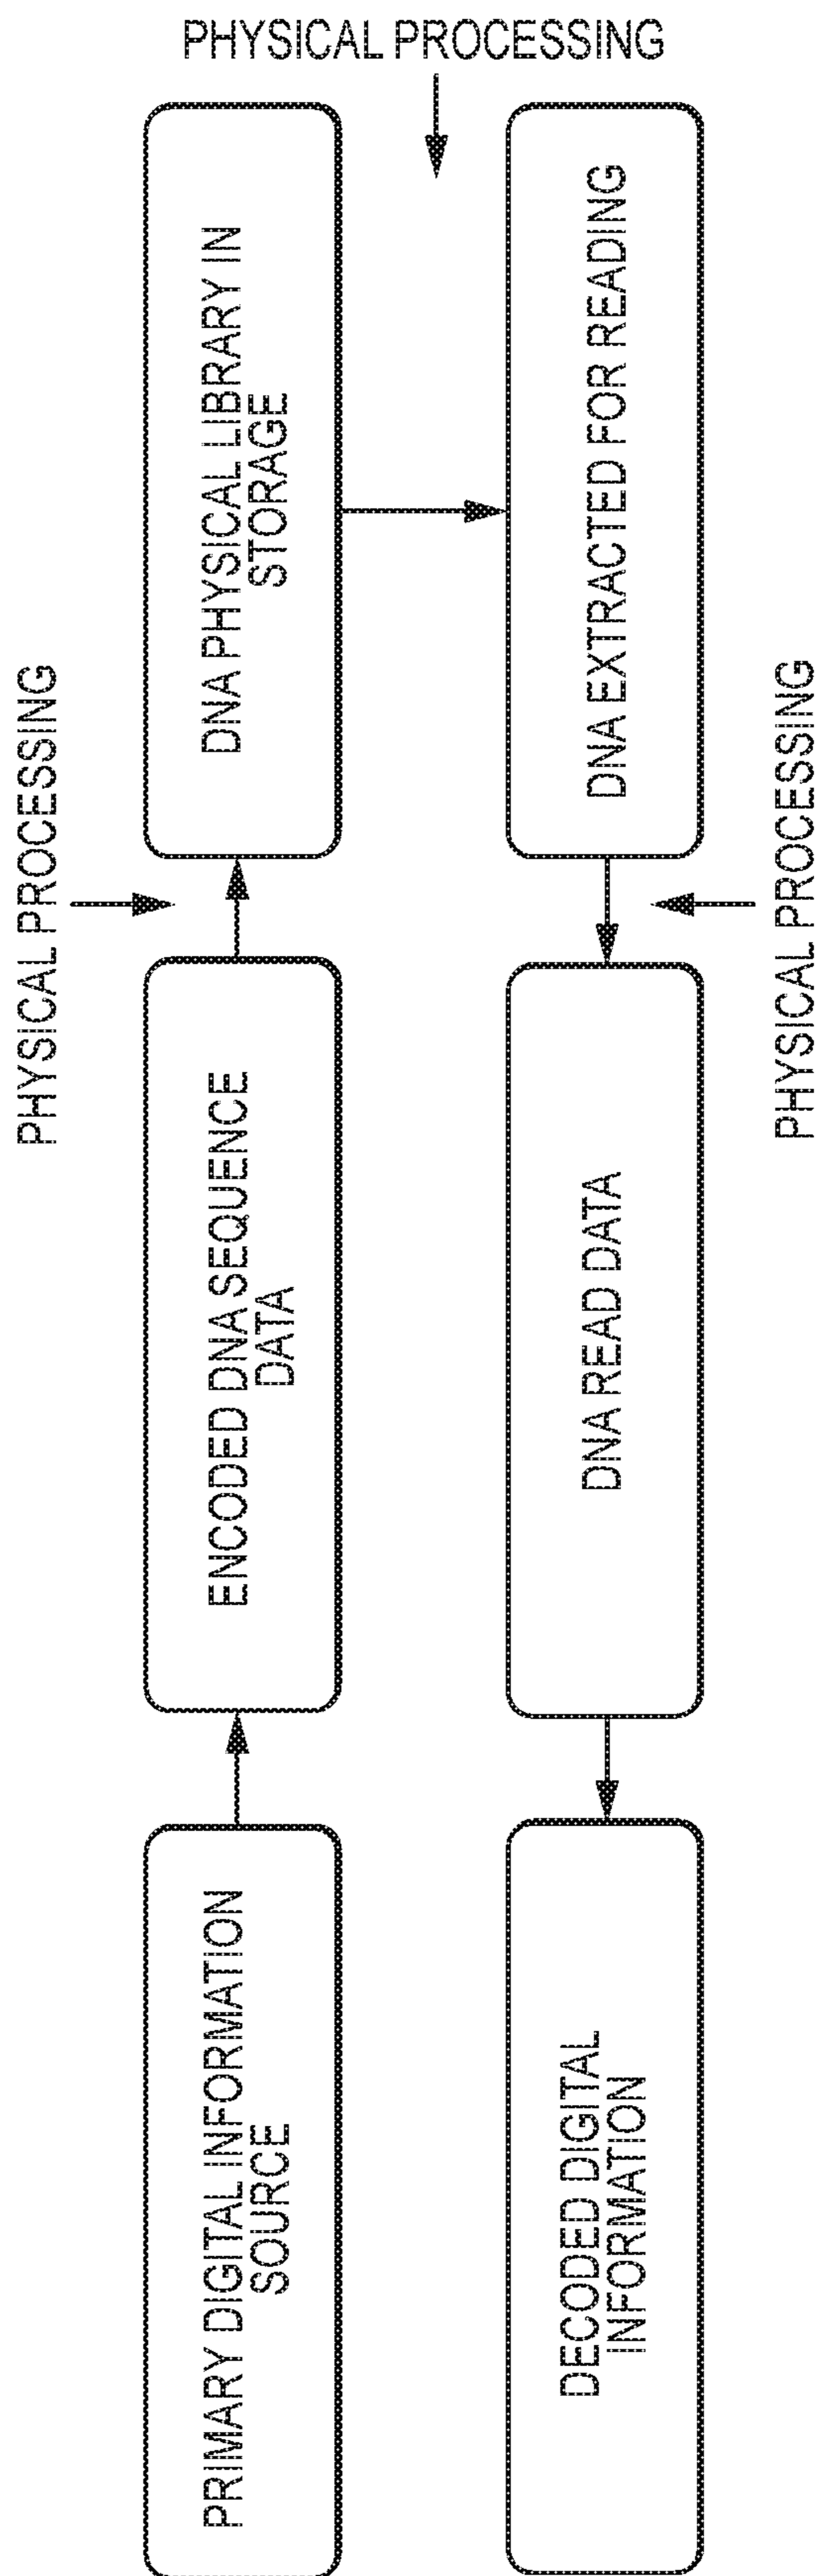 PHYSICAL PROCESSING
PHYSICAL PROCESSING
PRIMARY DIGITAL INFORMATION
SOURCE
ENCODED DNA SEQUENCE
DATA
DNA PHYSICAL LIBRARY IN
STORAGE
DNA EXTRACTED FOR READING
DNA READ DATA
DECODED DIGITAL
INFORMATION
PHYSICAL PROCESSING